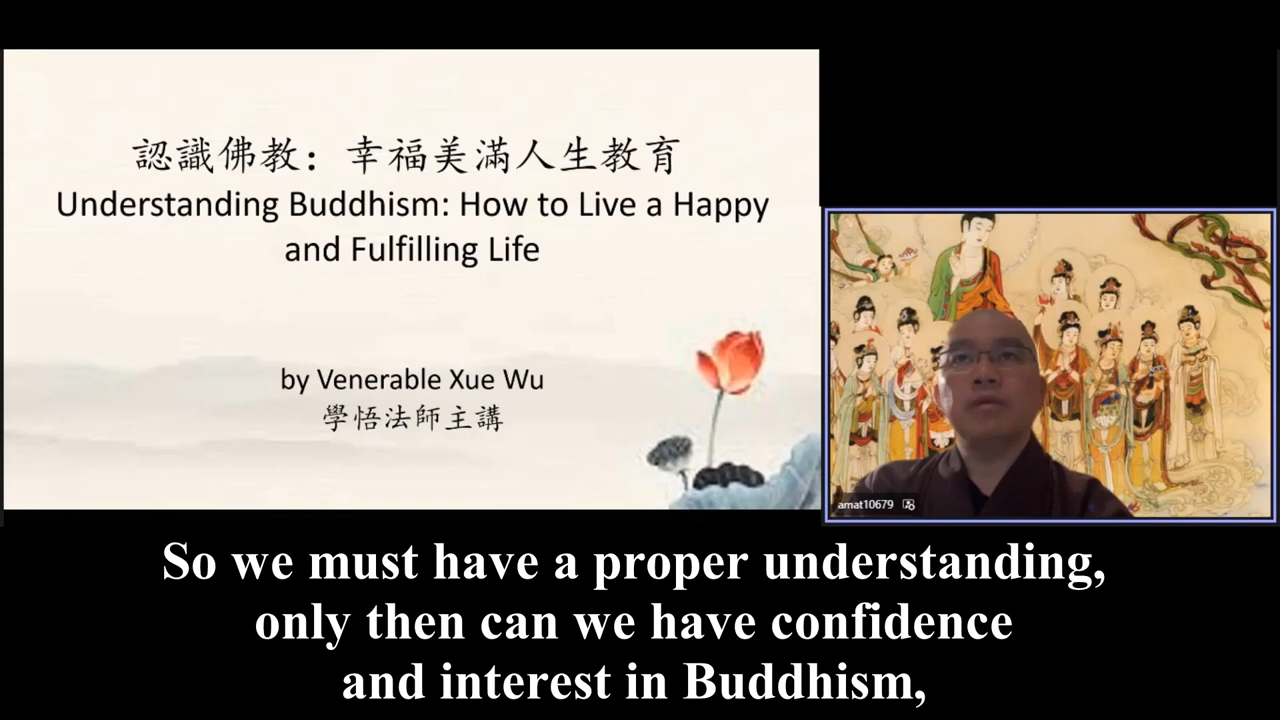 認識佛教：幸福美滿人生教育
Understanding Buddhism: How to Live a Happy
and Fulfilling Life
by Venerable Xue Wu
學悟法師主講
amat10679
So we must have a proper understanding,
only then can we have confidence
and interest in Buddhism,